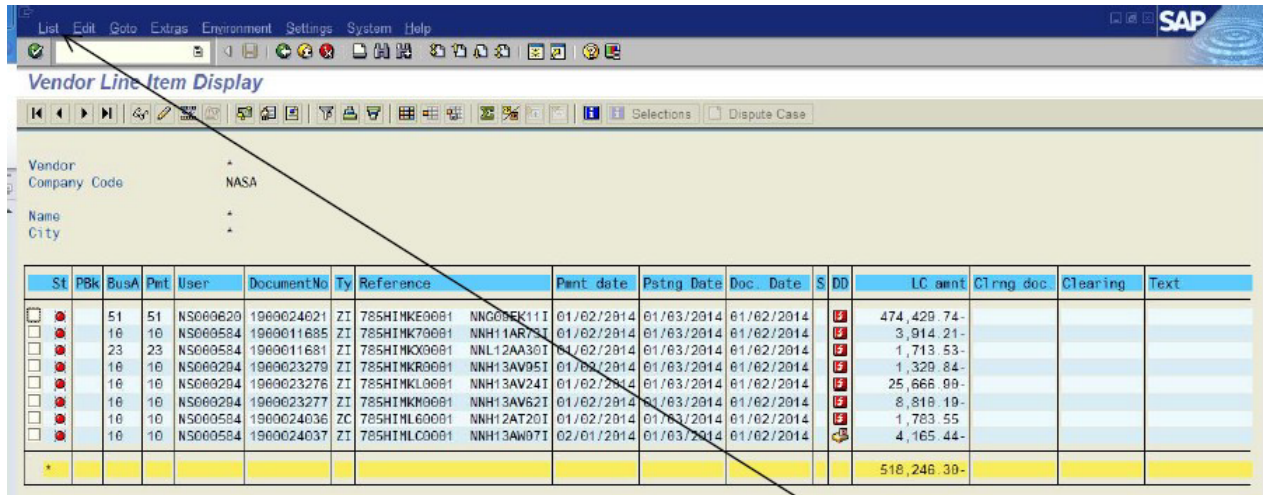 List Edit Goto Extras Environment Settings System Help
SAP
Vendor Line Item Display
Selections Dispute Case
Vendor *
Company Code NASA
Name *
City *
St PBk BusA Pmt User DocumentNo Ty Reference Pmnt date Pstng Date Doc. Date S DD LC amnt Clrng doc. Clearing Text
51 51 NS000620 1900024021 ZI 785HIMKE0001 01/02/2014 01/03/2014 01/02/2014 474,429.74-
10 10 NS000584 1900011685 ZI 785HIMK70001 01/02/2014 01/03/2014 01/02/2014 3,914.21-
23 23 NS000584 1900011681 ZI 785HIMKX0001 NNL12AA30I 01/02/2014 01/03/2014 01/02/2014 1,713.53-
10 10 NS000294 1900023279 ZI 785HIMKR0001 NNH13AV95I 01/02/2014 01/03/2014 01/02/2014 1,329.84-
10 10 NS000294 1900023276 ZI 785HIMKL0001 NNH13AV24I 01/02/2014 01/03/2014 01/02/2014 25,666.90-
10 10 NS000294 1900023277 ZI 785HIMKM0001 NNH13AV62I 01/02/2014 01/03/2014 01/02/2014 8,810.19-
10 10 NS000584 1900024036 ZC 785HIML60001 NNH12AT20I 01/02/2014 01/03/2014 01/02/2014 1,783.55
10 10 NS000584 1900024037 ZI 785HIMLC0001 NNH13AW07I 02/01/2014 01/03/2014 01/02/2014 4,165.44-
* 518,246.30-